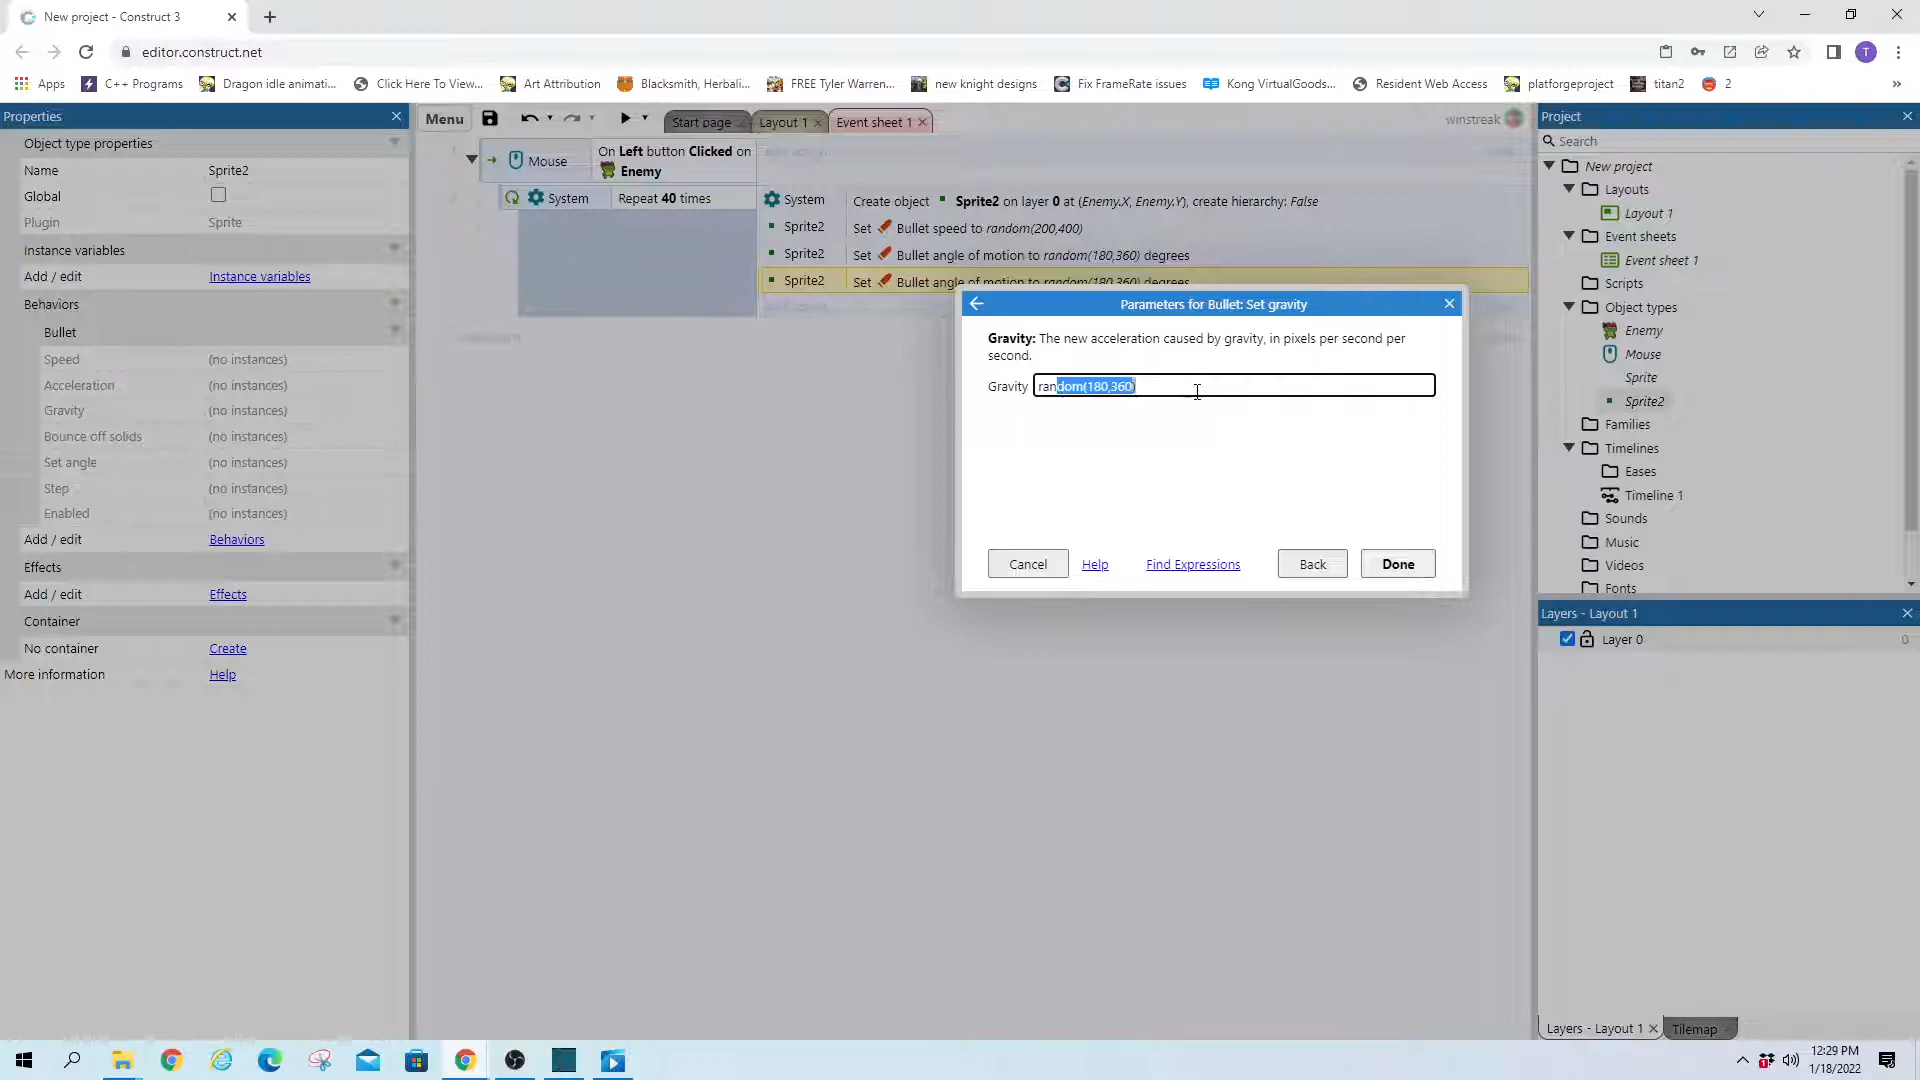 New project - Construct 3
editor.construct.net
Apps
C++ Programs
Dragon idle animati...
Click Here To View...
Art Attribution
Blacksmith, Herbali...
FREE Tyler Warren...
new knight designs
Fix FrameRate issues
Kong VirtualGoods...
Resident Web Access
platforgeproject
titan2
2
T
Properties
Object type properties
Name Sprite2
Global
Plugin Sprite
Instance variables
Add / edit Instance variables
Behaviors
Bullet
Speed (no instances)
Acceleration (no instances)
Gravity (no instances)
Bounce off solids (no instances)
Set angle (no instances)
Step (no instances)
Enabled (no instances)
Add / edit Behaviors
Effects
Add / edit Effects
Container
No container Create
More information Help
Menu
Start page
Layout 1
Event sheet 1
winstreak
Mouse
On Left button Clicked on
Enemy
System Repeat 40 times
System Create object Sprite2 on layer 0 at (Enemy.X, Enemy.Y), create hierarchy: False
Sprite2 Set Bullet speed to random(200,400)
Sprite2 Set Bullet angle of motion to random(180,360) degrees
Sprite2 Set Bullet angle of motion to random(180,360) degrees
Parameters for Bullet: Set gravity
Gravity: The new acceleration caused by gravity, in pixels per second per
second.
Gravity random(180,360)
Cancel Help Find Expressions Back Done
Project
Search
New project
Layouts
Layout 1
Event sheets
Event sheet 1
Scripts
Object types
Enemy
Mouse
Sprite
Sprite2
Families
Timelines
Eases
Timeline 1
Sounds
Music
Videos
Fonts
Layers - Layout 1
Layer 0 0
Layers - Layout 1
Tilemap
12:29 PM
1/18/2022